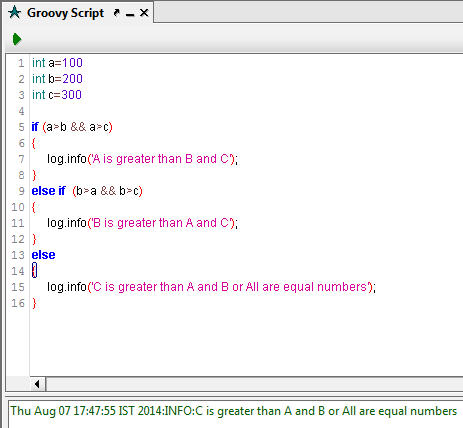 Groovy Script
1 int a=100
2 int b=200
3 int c=300
4
5 if (a>b && a>c)
6 {
7 log.info('A is greater than B and C');
8 }
9 else if (b>a && b>c)
10 {
11 log.info('B is greater than A and C');
12 }
13 else
14 {
15 log.info('C is greater than A and B or All are equal numbers');
16 }
Thu Aug 07 17:47:55 IST 2014:INFO:C is greater than A and B or All are equal numbers